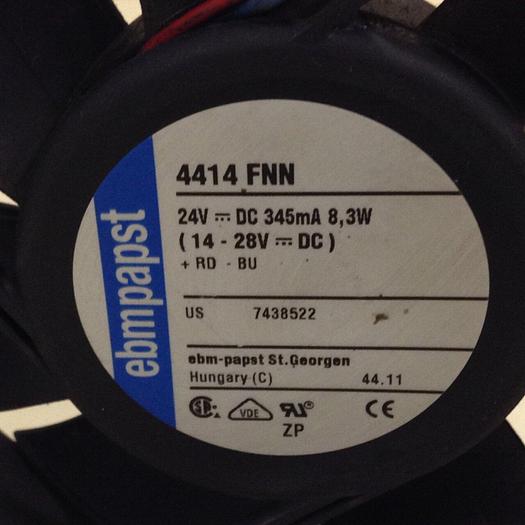 ebmpapst
4414 FNN
24V ⎓ DC 345mA 8,3W
( 14 - 28V ⎓ DC )
+ RD - BU
US 7438522
ebm-papst St.Georgen
Hungary (C) 44.11
VDE
ZP
CE